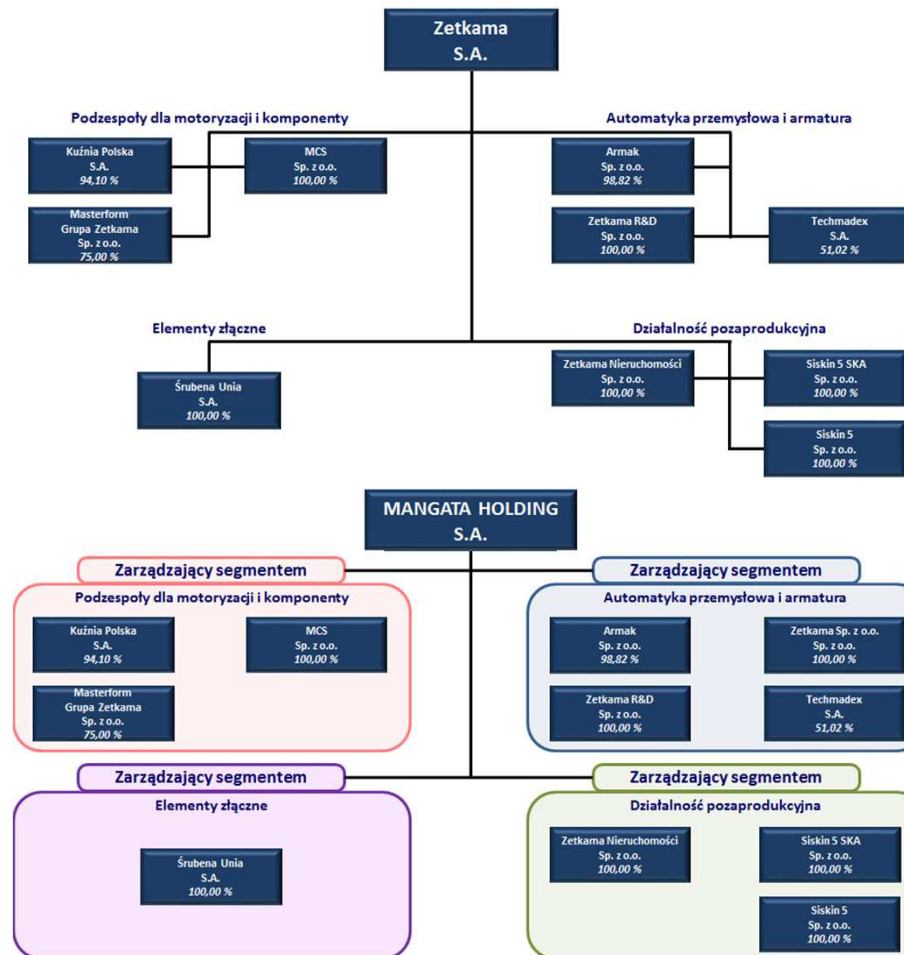 Zetkama
S.A.
Podzespoły dla motoryzacji i komponenty
Kuźnia Polska
S.A.
94,10 %
MCS
Sp. z o.o.
100,00 %
Masterform
Grupa Zetkama
Sp. z o.o.
75,00 %
Automatyka przemysłowa i armatura
Armak
Sp. z o.o.
98,82 %
Zetkama R&D
Sp. z o.o.
100,00 %
Techmadex
S.A.
51,02 %
Elementy złączne
Śrubena Unia
S.A.
100,00 %
Działalność pozaprodukcyjna
Zetkama Nieruchomości
Sp. z o.o.
100,00 %
Siskin 5 SKA
Sp. z o.o.
100,00 %
Siskin 5
Sp. z o.o.
100,00 %
MANGATA HOLDING
S.A.
Zarządzający segmentem
Podzespoły dla motoryzacji i komponenty
Kuźnia Polska
S.A.
94,10 %
MCS
Sp. z o.o.
100,00 %
Masterform
Grupa Zetkama
Sp. z o.o.
75,00 %
Zarządzający segmentem
Automatyka przemysłowa i armatura
Armak
Sp. z o.o.
98,82 %
Zetkama Sp. z o.o.
Sp. z o.o.
100,00 %
Zetkama R&D
Sp. z o.o.
100,00 %
Techmadex
S.A.
51,02 %
Zarządzający segmentem
Elementy złączne
Śrubena Unia
S.A.
100,00 %
Zarządzający segmentem
Działalność pozaprodukcyjna
Zetkama Nieruchomości
Sp. z o.o.
100,00 %
Siskin 5 SKA
Sp. z o.o.
100,00 %
Siskin 5
Sp. z o.o.
100,00 %